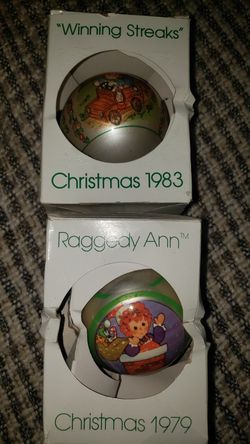 "Winning Streaks"
Christmas 1983
Raggedy Ann™
Christmas 1979